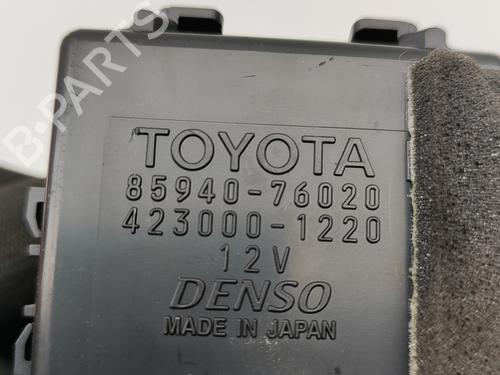 B-PARTS
TOYOTA
85940-76020
423000-1220
12V
DENSO
MADE IN JAPAN